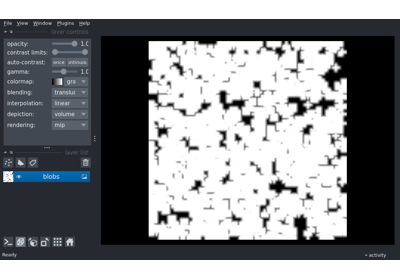 File View Window Plugins Help
layer controls
opacity: 1.0
contrast limits:
auto-contrast: once
gamma: 1.0
colormap: gra
blending: translu
interpolation: linear
depiction: volume
rendering: mip
layer list
blobs
Ready
activity